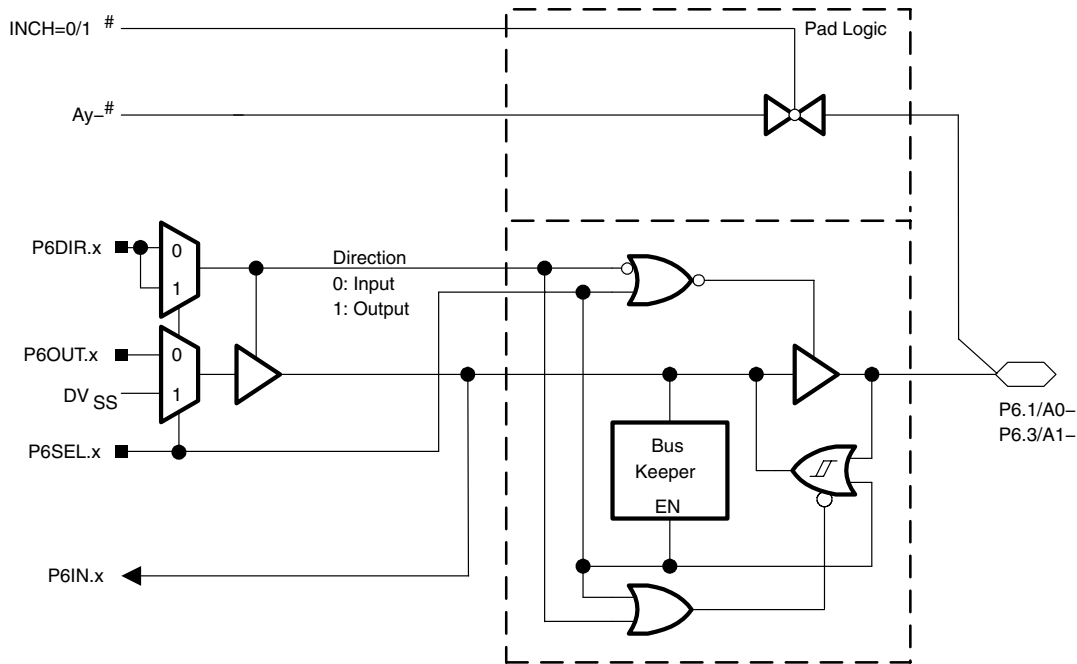 INCH=0/1 #
Pad Logic
Ay– #
P6DIR.x
0
1
Direction
0: Input
1: Output
P6OUT.x
0
DV SS
1
P6SEL.x
Bus
Keeper
EN
P6.1/A0–
P6.3/A1–
P6IN.x